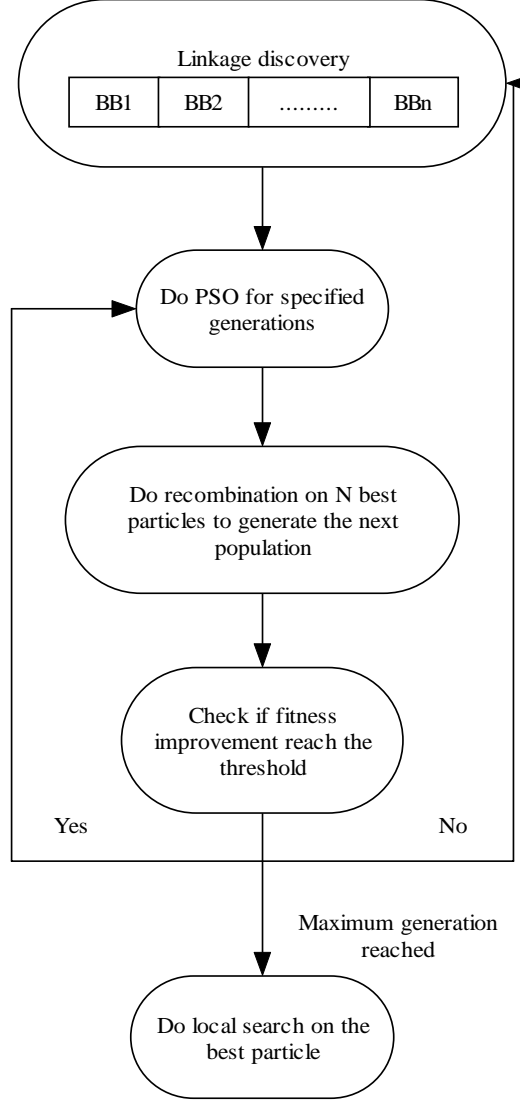 Linkage discovery
BB1 BB2 ......... BBn
Do PSO for specified
generations
Do recombination on N best
particles to generate the next
population
Check if fitness
improvement reach the
threshold
Yes No
Maximum generation
reached
Do local search on the
best particle